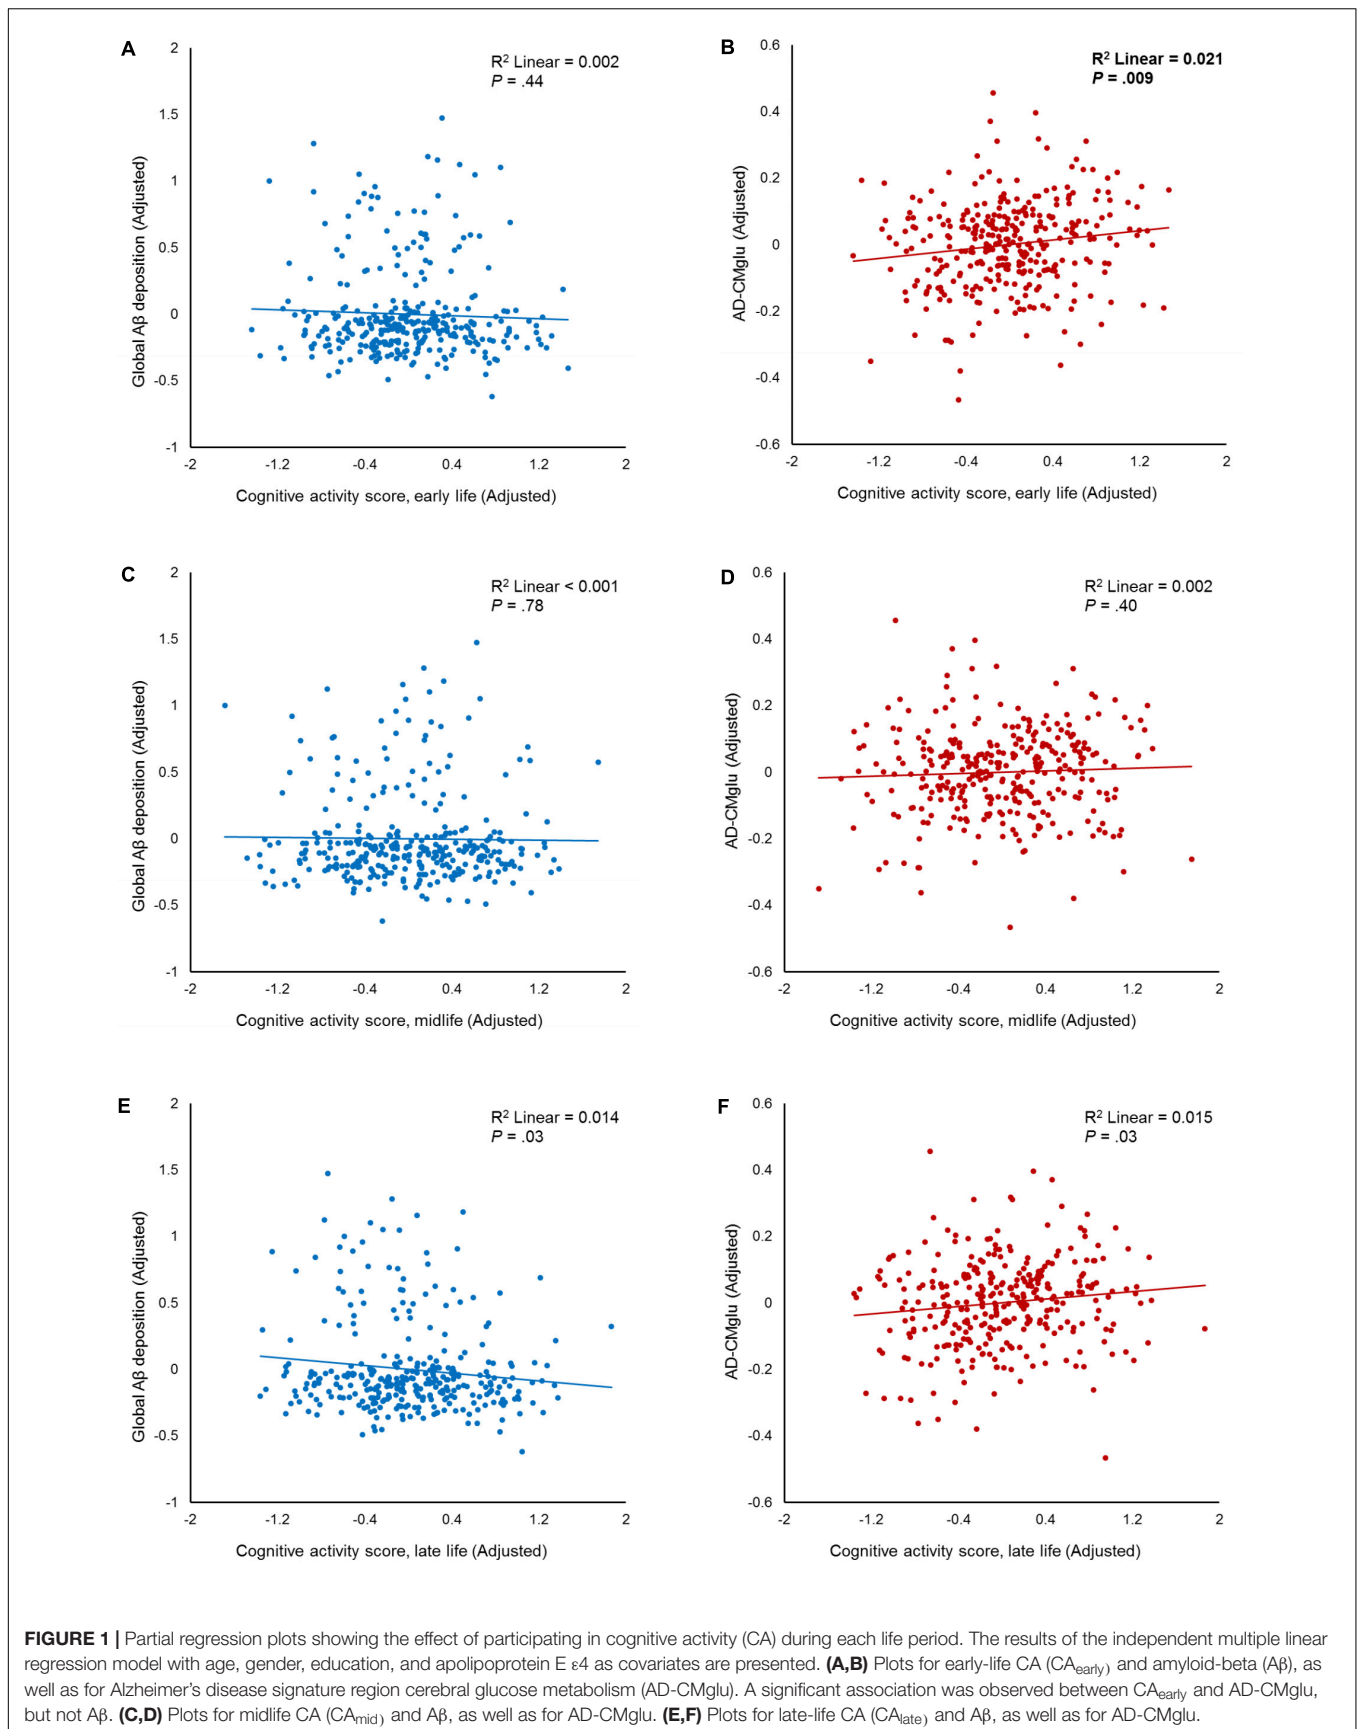 A
R² Linear = 0.002
P = .44
2
1.5
1
0.5
0
-0.5
-1
Global Aβ deposition (Adjusted)
-2 -1.2 -0.4 0.4 1.2 2
Cognitive activity score, early life (Adjusted)
B
R² Linear = 0.021
P = .009
0.6
0.4
0.2
0
-0.2
-0.4
-0.6
AD-CMglu (Adjusted)
-2 -1.2 -0.4 0.4 1.2 2
Cognitive activity score, early life (Adjusted)
C
R² Linear < 0.001
P = .78
2
1.5
1
0.5
0
-0.5
-1
Global Aβ deposition (Adjusted)
-2 -1.2 -0.4 0.4 1.2 2
Cognitive activity score, midlife (Adjusted)
D
R² Linear = 0.002
P = .40
0.6
0.4
0.2
0
-0.2
-0.4
-0.6
AD-CMglu (Adjusted)
-2 -1.2 -0.4 0.4 1.2 2
Cognitive activity score, midlife (Adjusted)
E
R² Linear = 0.014
P = .03
2
1.5
1
0.5
0
-0.5
-1
Global Aβ deposition (Adjusted)
-2 -1.2 -0.4 0.4 1.2 2
Cognitive activity score, late life (Adjusted)
F
R² Linear = 0.015
P = .03
0.6
0.4
0.2
0
-0.2
-0.4
-0.6
AD-CMglu (Adjusted)
-2 -1.2 -0.4 0.4 1.2 2
Cognitive activity score, late life (Adjusted)
FIGURE 1 | Partial regression plots showing the effect of participating in cognitive activity (CA) during each life period. The results of the independent multiple linear
regression model with age, gender, education, and apolipoprotein E ε4 as covariates are presented. (A,B) Plots for early-life CA (CAearly) and amyloid-beta (Aβ), as
well as for Alzheimer's disease signature region cerebral glucose metabolism (AD-CMglu). A significant association was observed between CAearly and AD-CMglu,
but not Aβ. (C,D) Plots for midlife CA (CAmid) and Aβ, as well as for AD-CMglu. (E,F) Plots for late-life CA (CAlate) and Aβ, as well as for AD-CMglu.